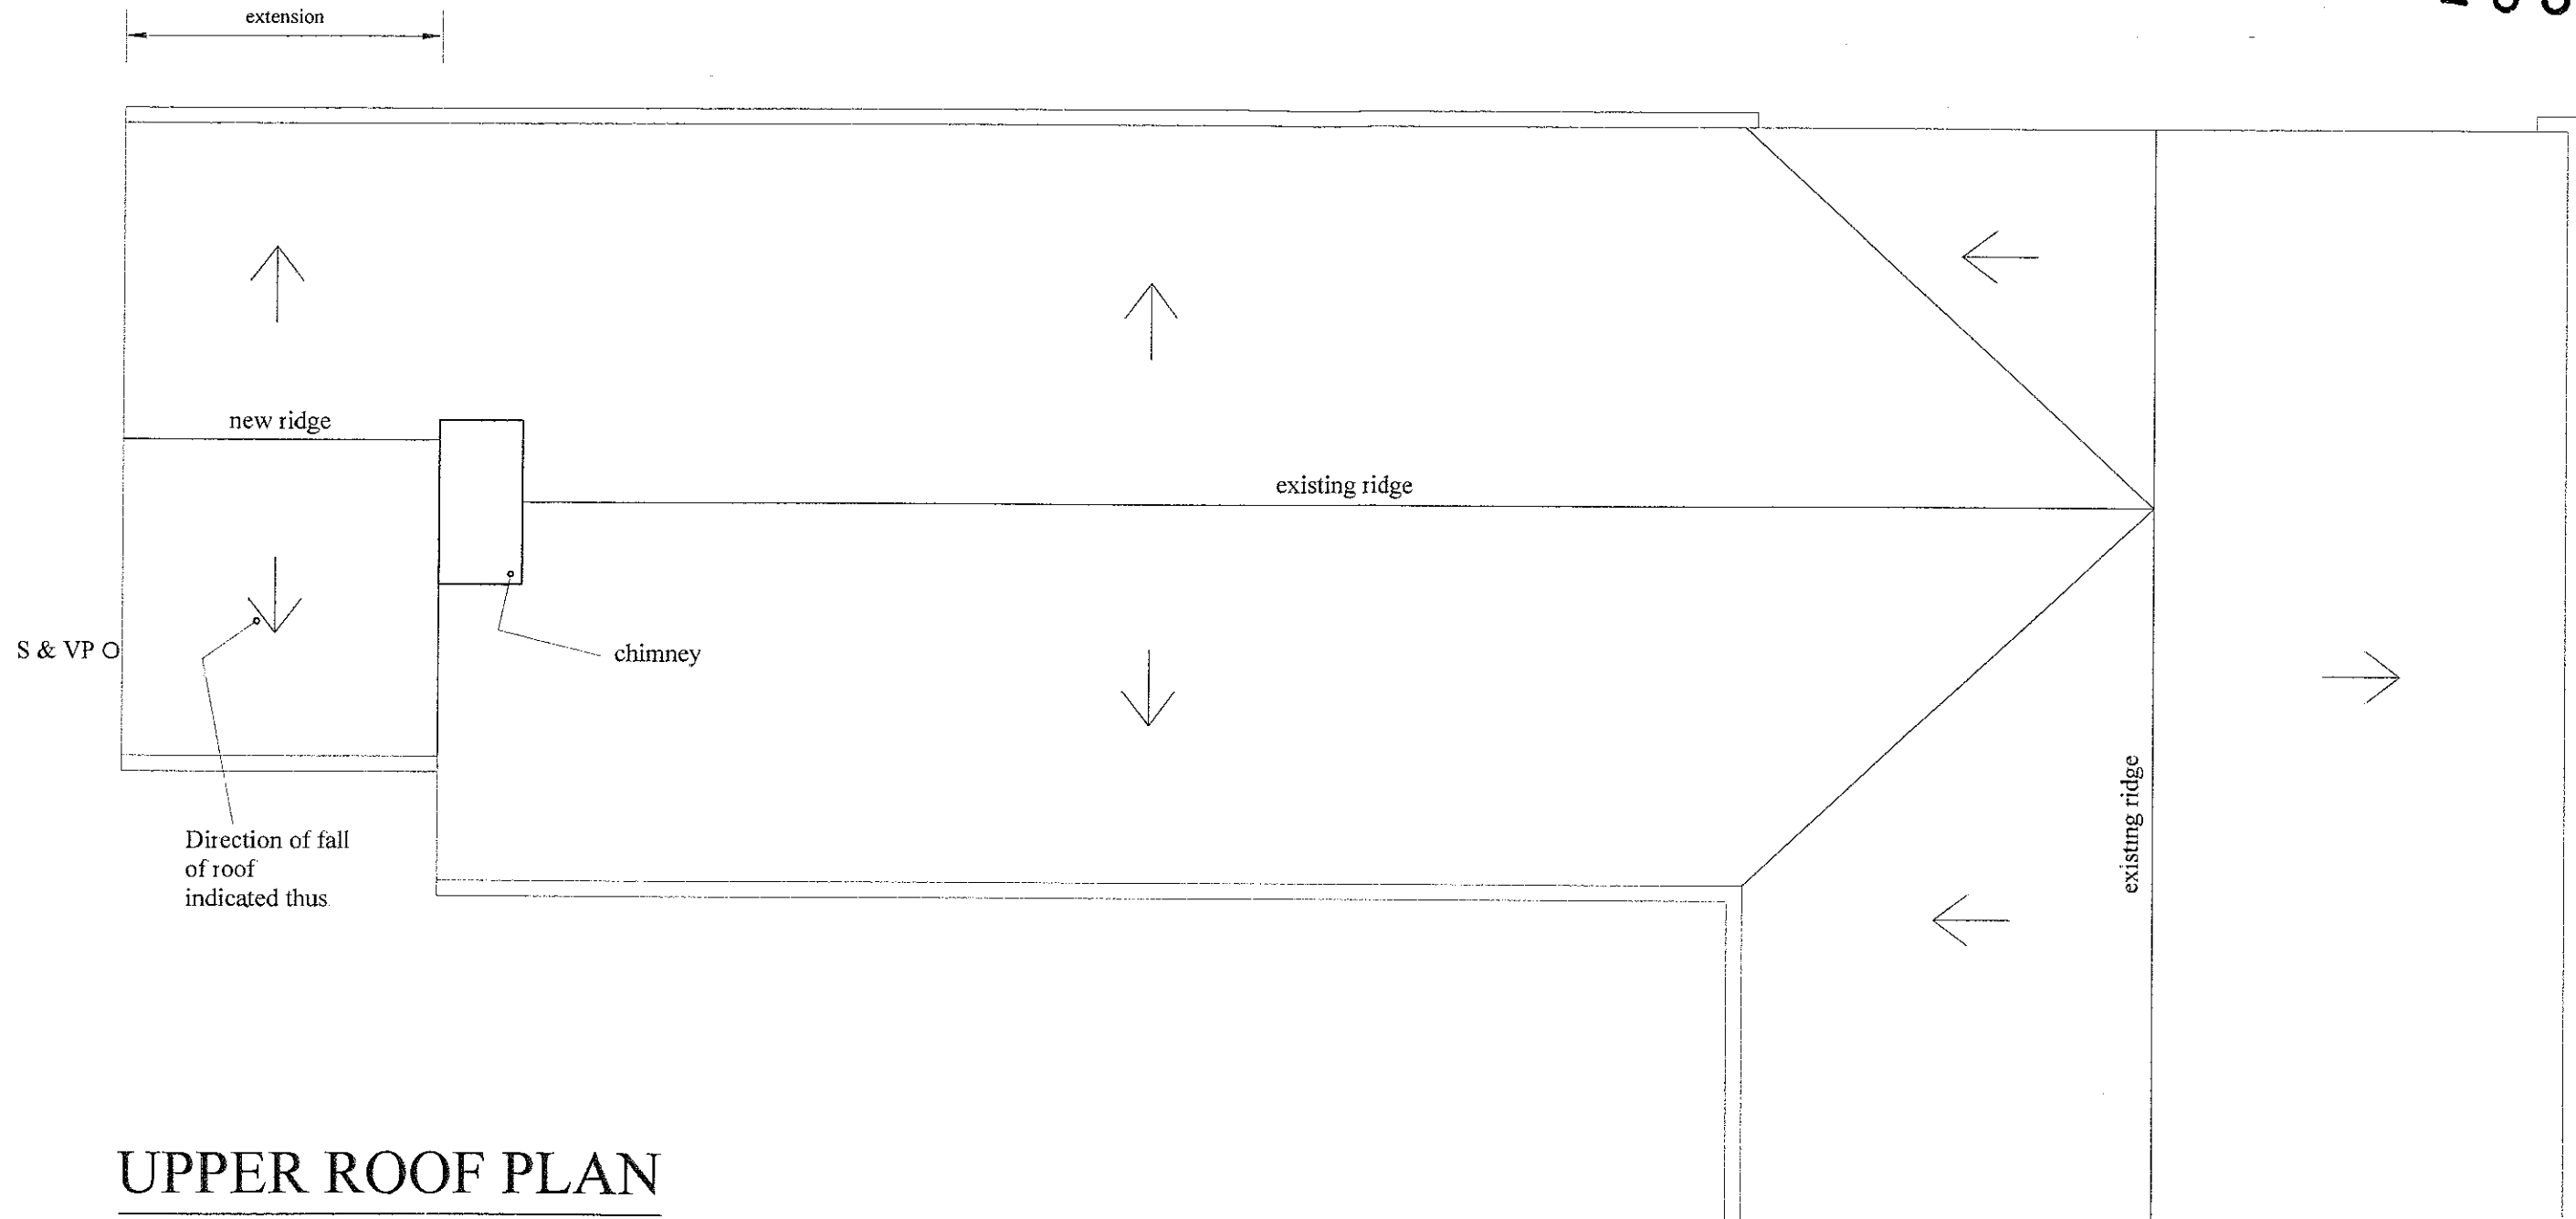 extension
new ridge
existing ridge
S & VP
chimney
existing ridge
Direction of fall
of roof
indicated thus
UPPER ROOF PLAN